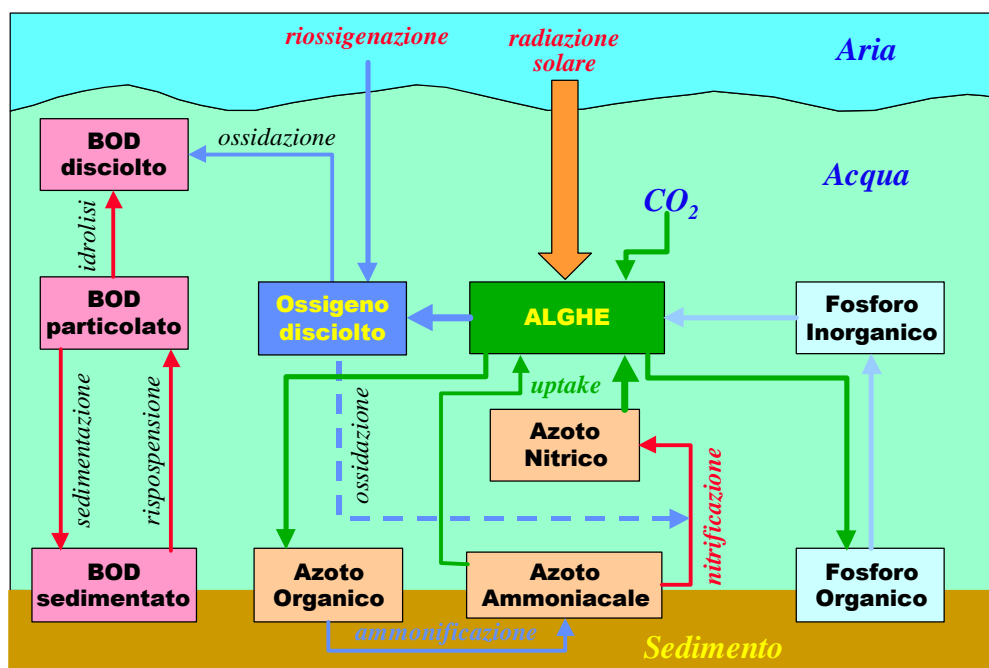 riossigenazione
radiazione
solare
Aria
BOD
disciolto
ossidazione
Acqua
CO2
idrolisi
BOD
particolato
Ossigeno
disciolto
ALGHE
Fosforo
Inorganico
sedimentazione
rispospensione
ossidazione
uptake
Azoto
Nitrico
nitrificazione
BOD
sedimentato
Azoto
Organico
Azoto
Ammoniacale
Fosforo
Organico
ammonificazione
Sedimento